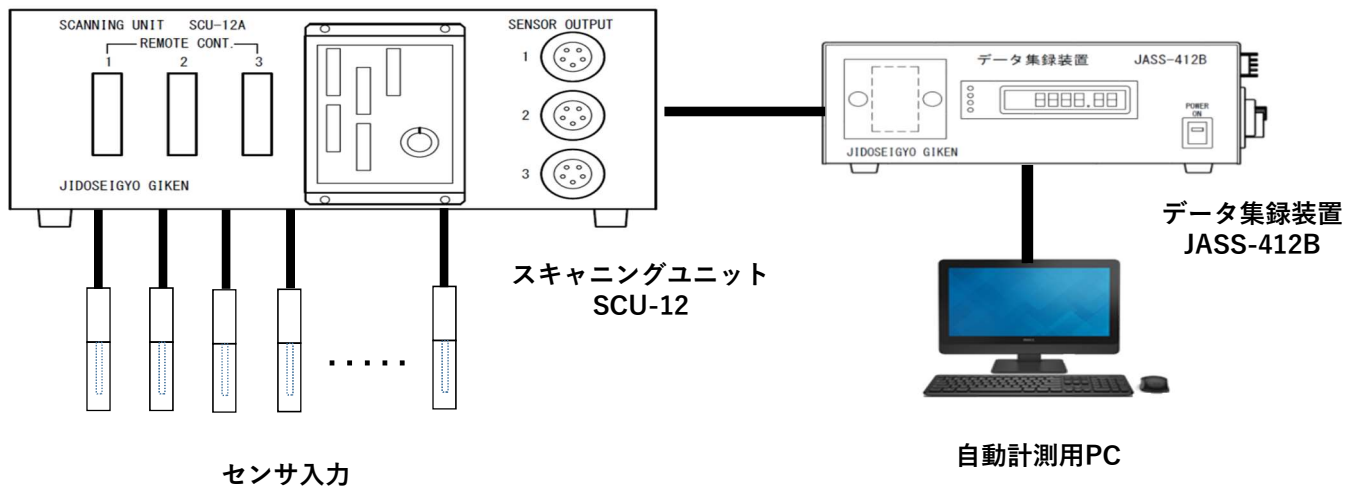 SCANNING UNIT SCU-12A
REMOTE CONT.
1 2 3
JIDOSEIGYO GIKEN
SENSOR OUTPUT
1
2
3
データ集録装置 JASS-412B
8888.88
POWER
ON
JIDOSEIGYO GIKEN
データ集録装置
JASS-412B
スキャニングユニット
SCU-12
.....
センサ入力
自動計測用PC